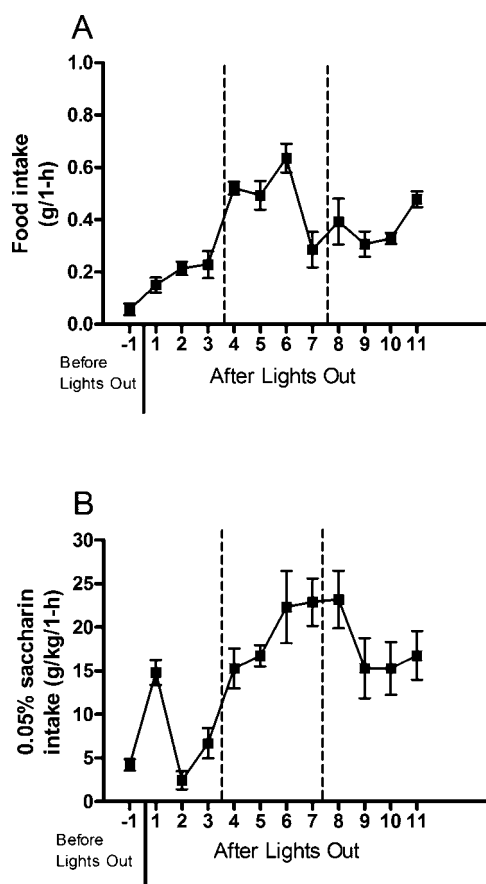 A
Food intake
(g/1-h)
1.0
0.8
0.6
0.4
0.2
0.0
-1 1 2 3 4 5 6 7 8 9 10 11
Before
Lights Out
After Lights Out
B
0.05% saccharin
intake (g/kg/1-h)
30
25
20
15
10
5
0
-1 1 2 3 4 5 6 7 8 9 10 11
Before
Lights Out
After Lights Out